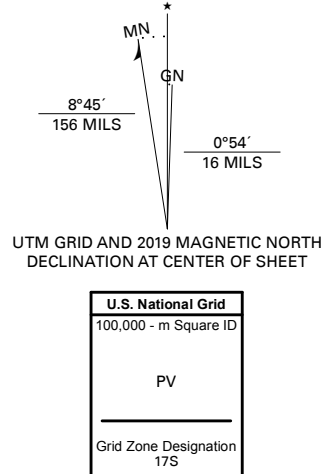 ★
MN
GN
8°45´
156 MILS
0°54´
16 MILS
UTM GRID AND 2019 MAGNETIC NORTH
DECLINATION AT CENTER OF SHEET
U.S. National Grid
100,000 - m Square ID
PV
Grid Zone Designation
17S